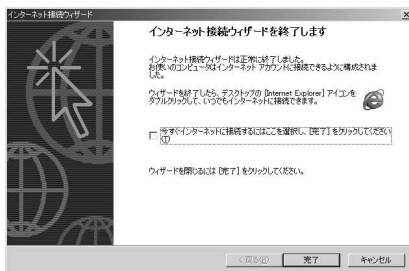 インターネット接続ウィザード
インターネット接続ウィザードを終了します
インターネット接続ウィザードは正常に終了しました。
お使いのコンピュータはインターネット アカウントに接続できるように構成されま
した。
ウィザードを終了したら、デスクトップの [Internet Explorer] アイコンを
ダブルクリックして、いつでもインターネットに接続できます。
今すぐインターネットに接続するにはここを選択し、[完了] をクリックしてください
(I)
ウィザードを閉じるには [完了] をクリックしてください。
< 戻る(B)
完了
キャンセル